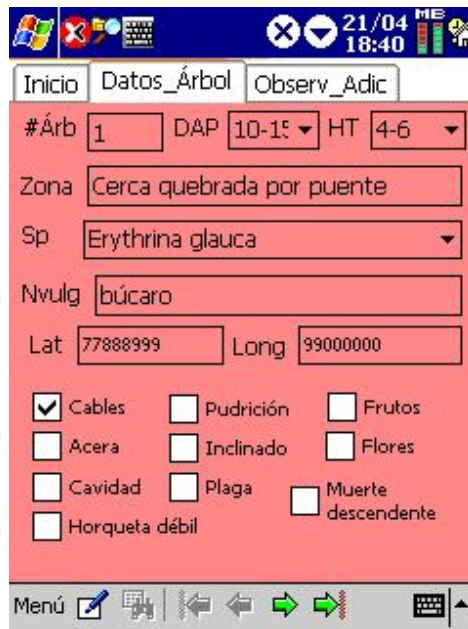 21/04
18:40
MB
Inicio Datos_Árbol Observ_Adic
#Árb 1 DAP 10-15 HT 4-6
Zona Cerca quebrada por puente
Sp Erythrina glauca
Nvulg búcaro
Lat 77888999 Long 99000000
Cables Pudrición Frutos
Acera Inclinado Flores
Cavidad Plaga Muerte descendente
Horqueta débil
Menú